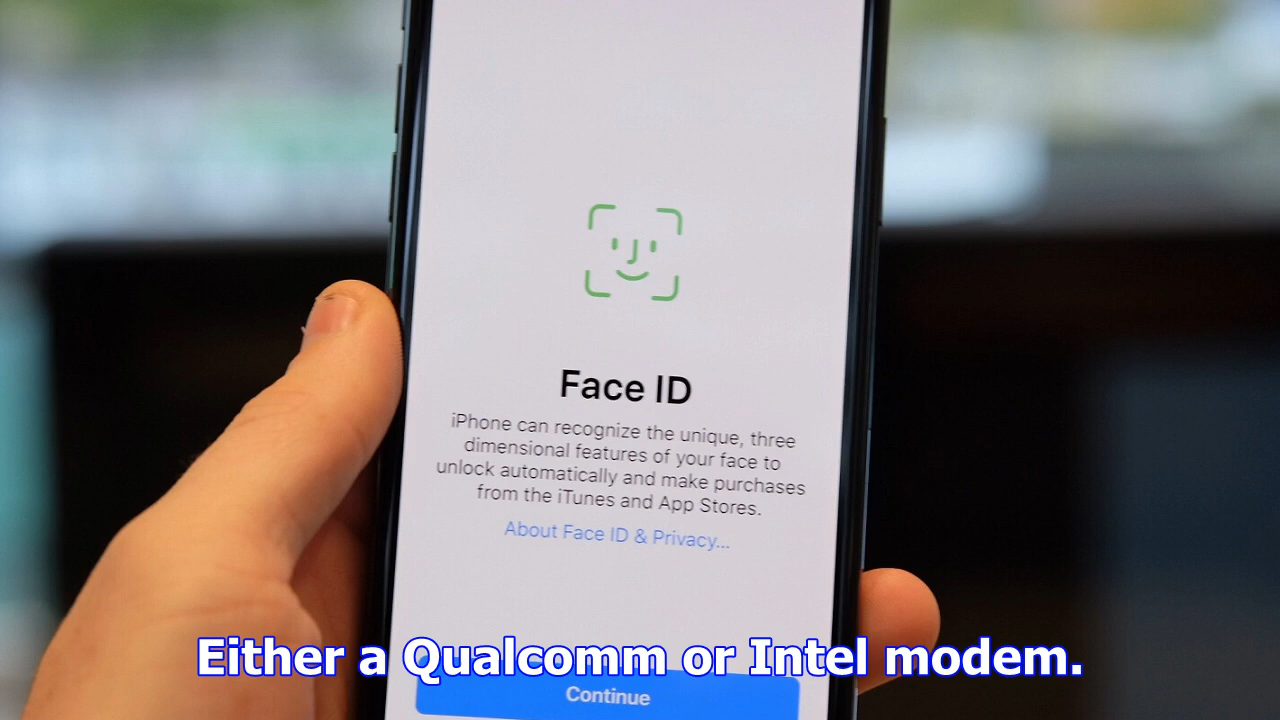 Face ID
iPhone can recognize the unique, three
dimensional features of your face to
unlock automatically and make purchases
from the iTunes and App Stores.
About Face ID & Privacy...
Either a Qualcomm or Intel modem.
Continue